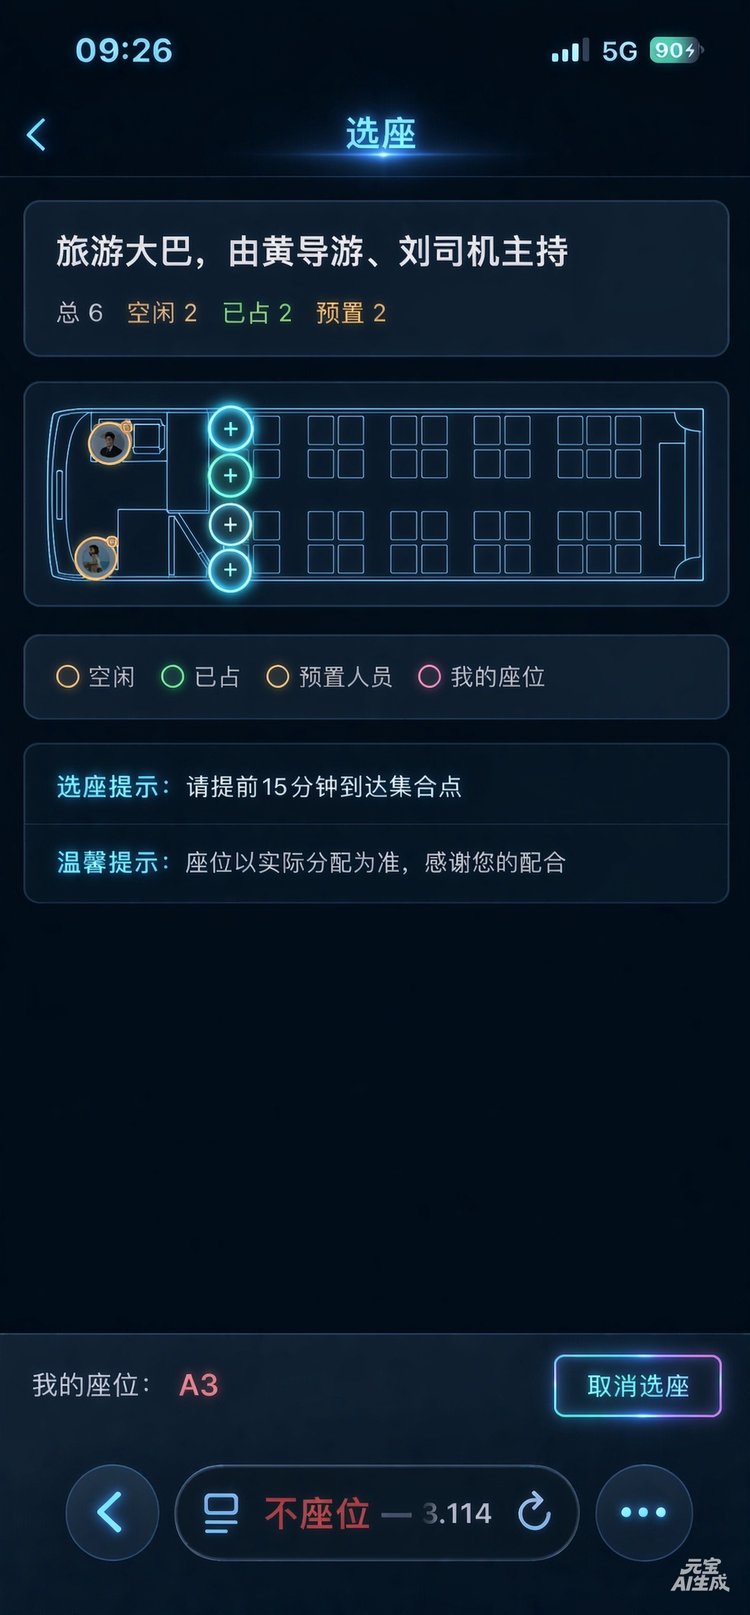 09:26 5G 90
选座
旅游大巴，由黄导游、刘司机主持
总 6 空闲 2 已占 2 预置 2
+
+
+
+
空闲 已占 预置人员 我的座位
选座提示：请提前15分钟到达集合点
温馨提示：座位以实际分配为准，感谢您的配合
我的座位： A3 取消选座
不座位 — 3.114
元宝
AI生成